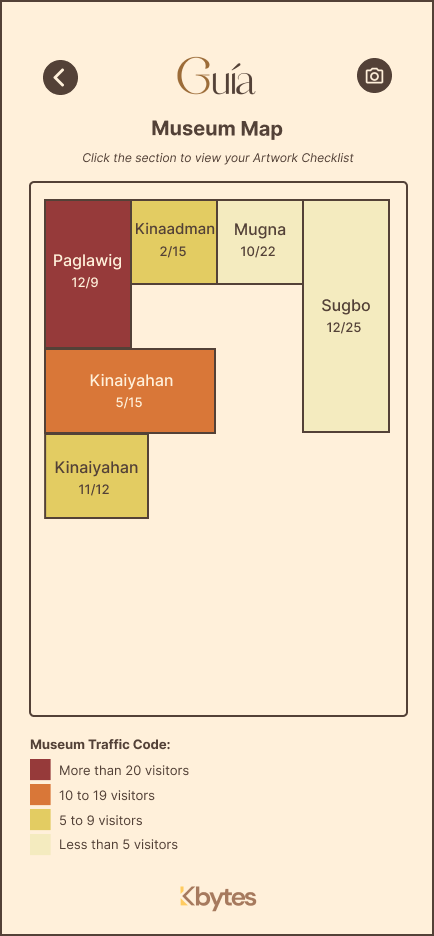 Guía
Museum Map
Click the section to view your Artwork Checklist
Paglawig
12/9
Kinaadman
2/15
Mugna
10/22
Sugbo
12/25
Kinaiyahan
5/15
Kinaiyahan
11/12
Museum Traffic Code:
More than 20 visitors
10 to 19 visitors
5 to 9 visitors
Less than 5 visitors
Kbytes